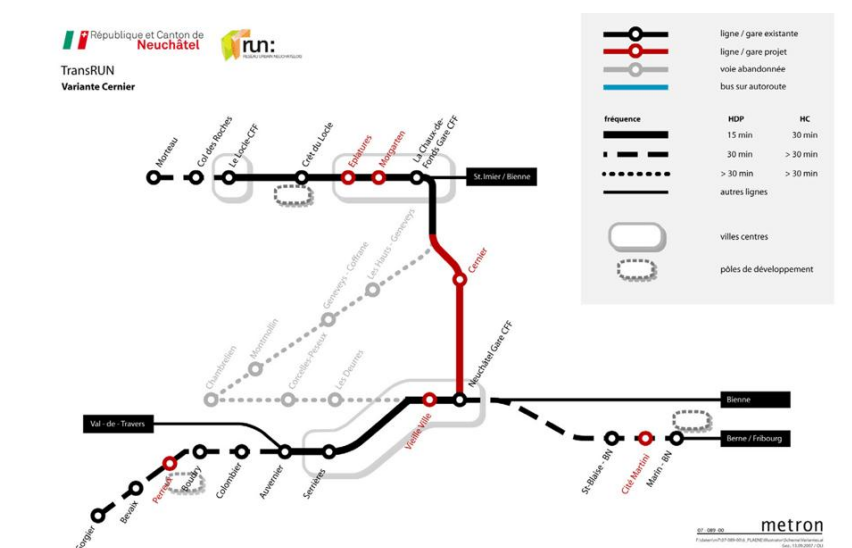 République et Canton de
Neuchâtel
run:
RESEAU URBAIN NEUCHATELOIS
TransRUN
Variante Cernier
ligne / gare existante
ligne / gare projet
voie abandonnée
bus sur autoroute
fréquence HDP HC
15 min 30 min
30 min > 30 min
> 30 min > 30 min
autres lignes
villes centres
pôles de développement
Morteau
Col des Roches
Le Locle-CFF
Crêt du Locle
Eplatures
Morgarten
La Chaux-de-
Fonds Gare CFF
St. Imier / Bienne
Cernier
Les Hauts - Geneveys
Geneveys - Coffrane
Montmollin
Chambrelien
Corcelles-Peseux
Les Deurres
Neuchâtel Gare CFF
Vieille Ville
Bienne
Val - de - Travers
Berne / Fribourg
Gorgier
Bevaix
Perreux
Boudry
Colombier
Auvernier
Serrières
St-Blaise - BN
Cité Martini
Marin - BN
metron